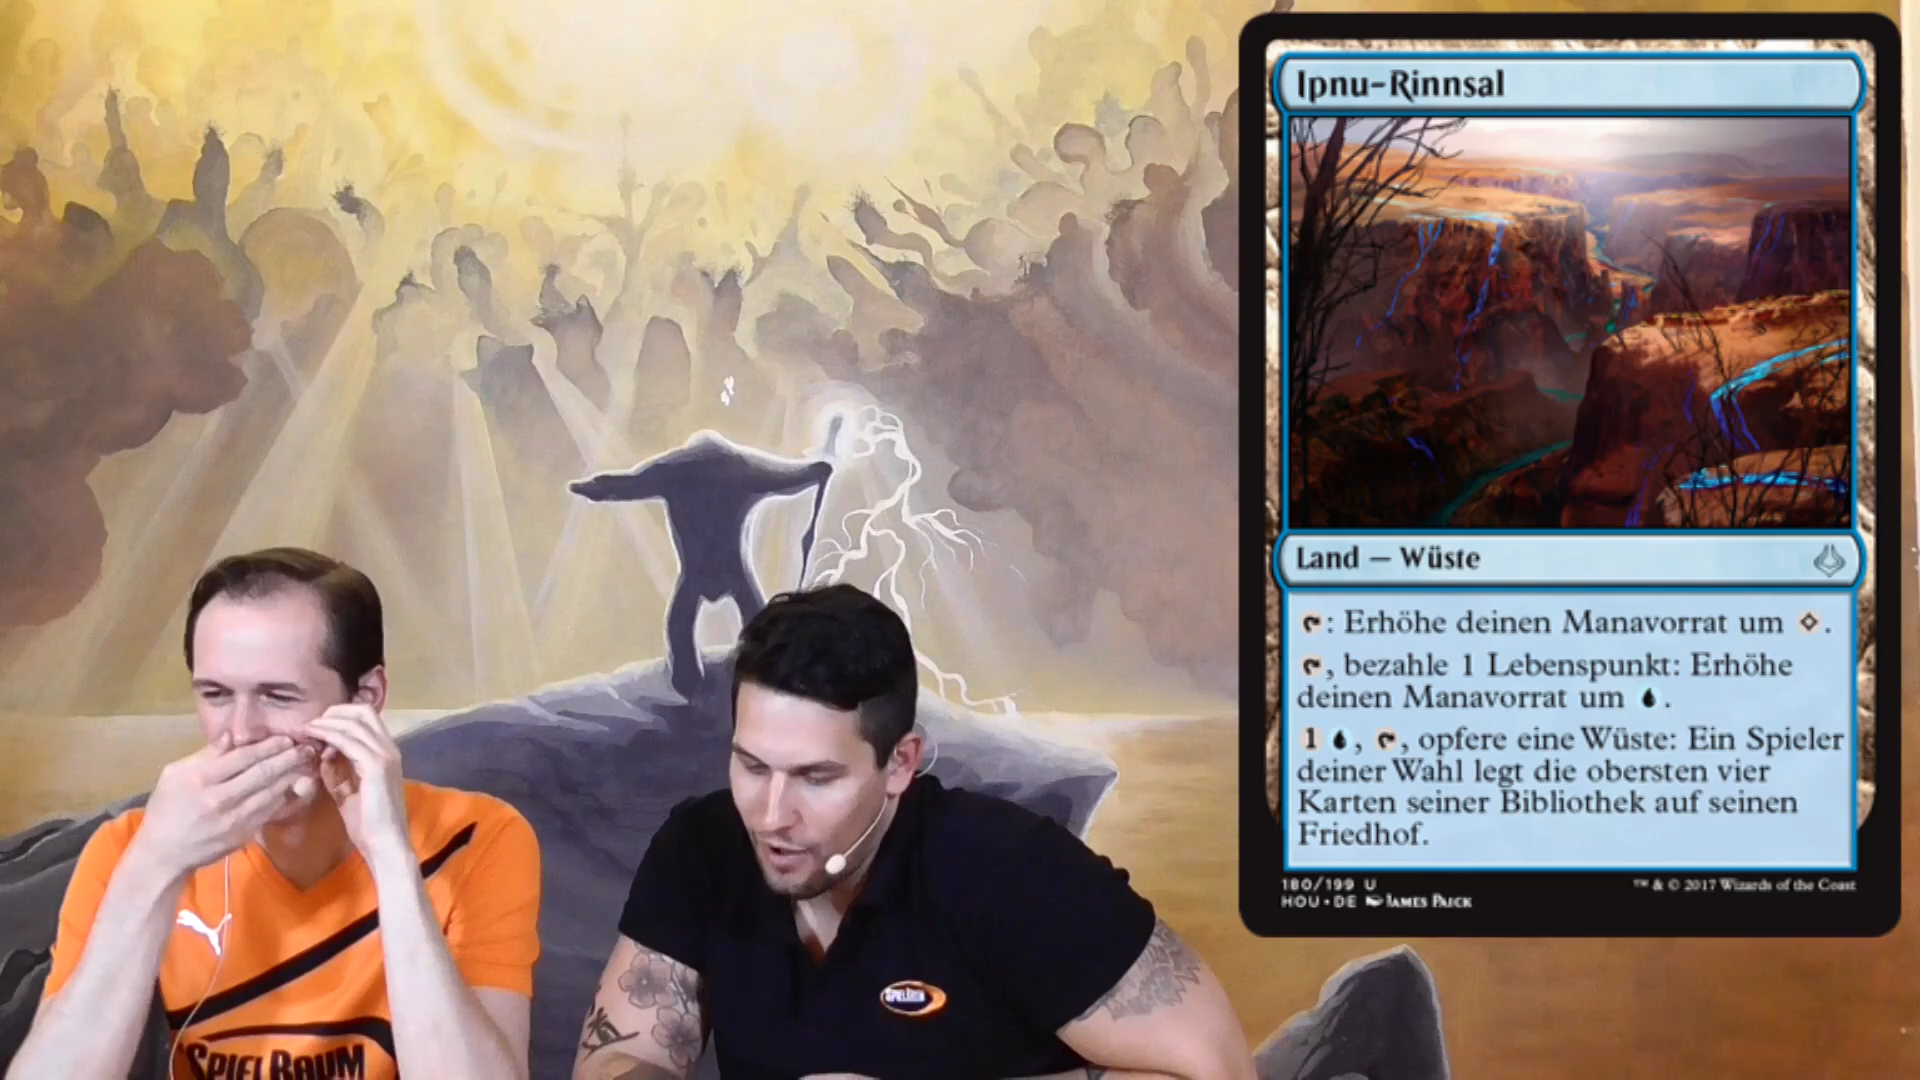 Ipnu-Rinnsal
Land — Wüste
: Erhöhe deinen Manavorrat um .
, bezahle 1 Lebenspunkt: Erhöhe
deinen Manavorrat um .
1 , , opfere eine Wüste: Ein Spieler
deiner Wahl legt die obersten vier
Karten seiner Bibliothek auf seinen
Friedhof.
180/199 U
™ & © 2017 Wizards of the Coast
HOU • DE James Paick
SPIELRAUM
SPIELRAUM